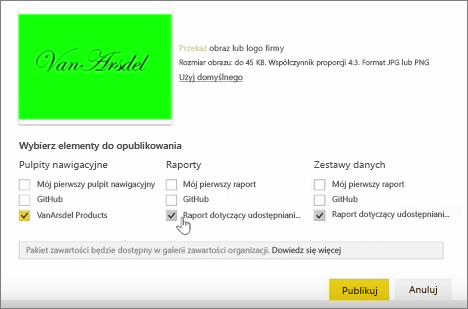 VanArsdel
Przekaż obraz lub logo firmy
Rozmiar obrazu: do 45 KB. Współczynnik proporcji 4:3. Format JPG lub PNG
Użyj domyślnego
Wybierz elementy do opublikowania
Pulpity nawigacyjne Raporty Zestawy danych
Mój pierwszy pulpit nawigacyjny Mój pierwszy raport Mój pierwszy raport
GitHub GitHub GitHub
VanArsdel Products Raport dotyczący udostępniani... Raport dotyczący udostępniani...
Pakiet zawartości będzie dostępny w galerii zawartości organizacji. Dowiedz się więcej
Publikuj Anuluj